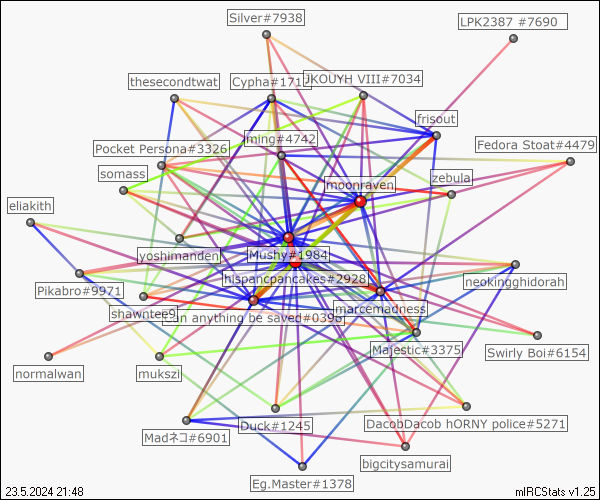 Silver#7938
LPK2387 #7690
thesecondtwat
Cypha#171
JKOUYH VIII#7034
frisout
ming#4742
Pocket Persona#3326
Fedora Stoat#4479
somass
moonraven
zebula
eliakith
yoshimanden
Mushy#1984
hispancpancakes#2928
neokingghidorah
Pikabro#9971
shawntee9
an anything be saved#039
marcemadness
Majestic#3375
Swirly Boi#6154
normalwan
mukszi
Duck#1245
DacobDacob hORNY police#5271
Madネコ#6901
bigcitysamurai
Eg.Master#1378
23.5.2024 21:48
mIRCStats v1.25